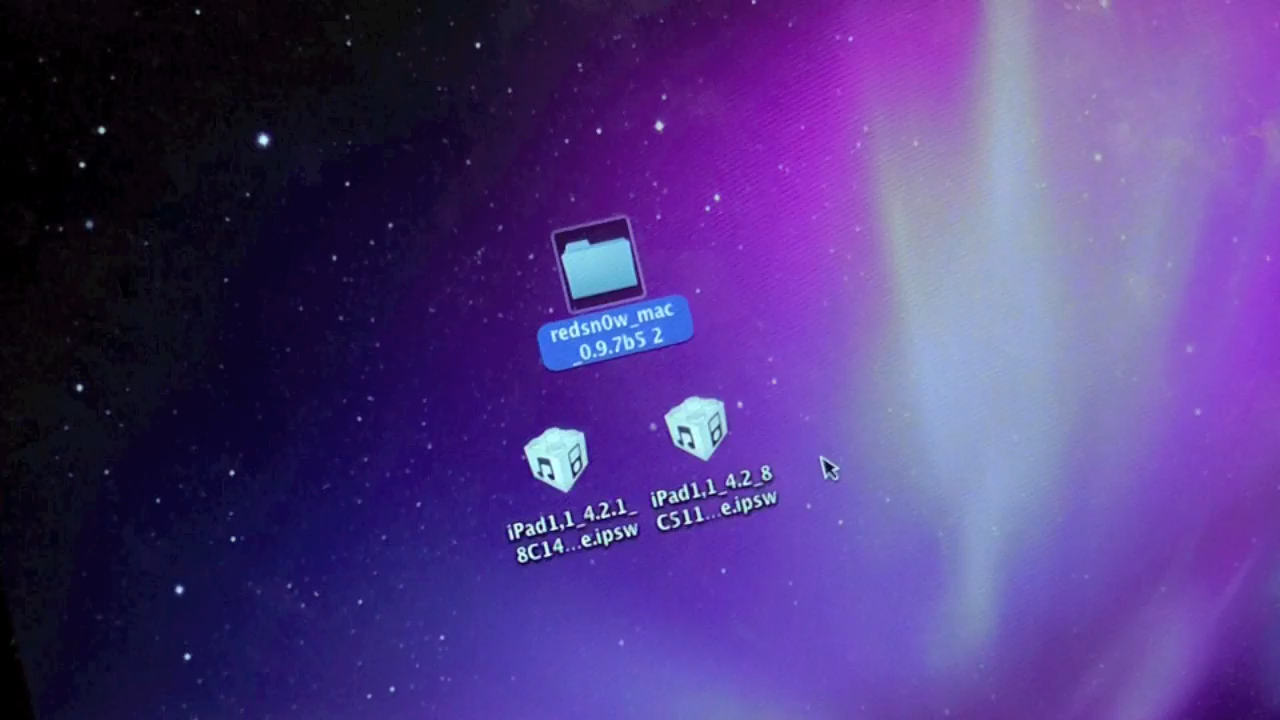 redsn0w_mac
_0.9.7b5 2
iPad1,1_4.2.1_
8C14...e.ipsw
iPad1,1_4.2_8
C511...e.ipsw